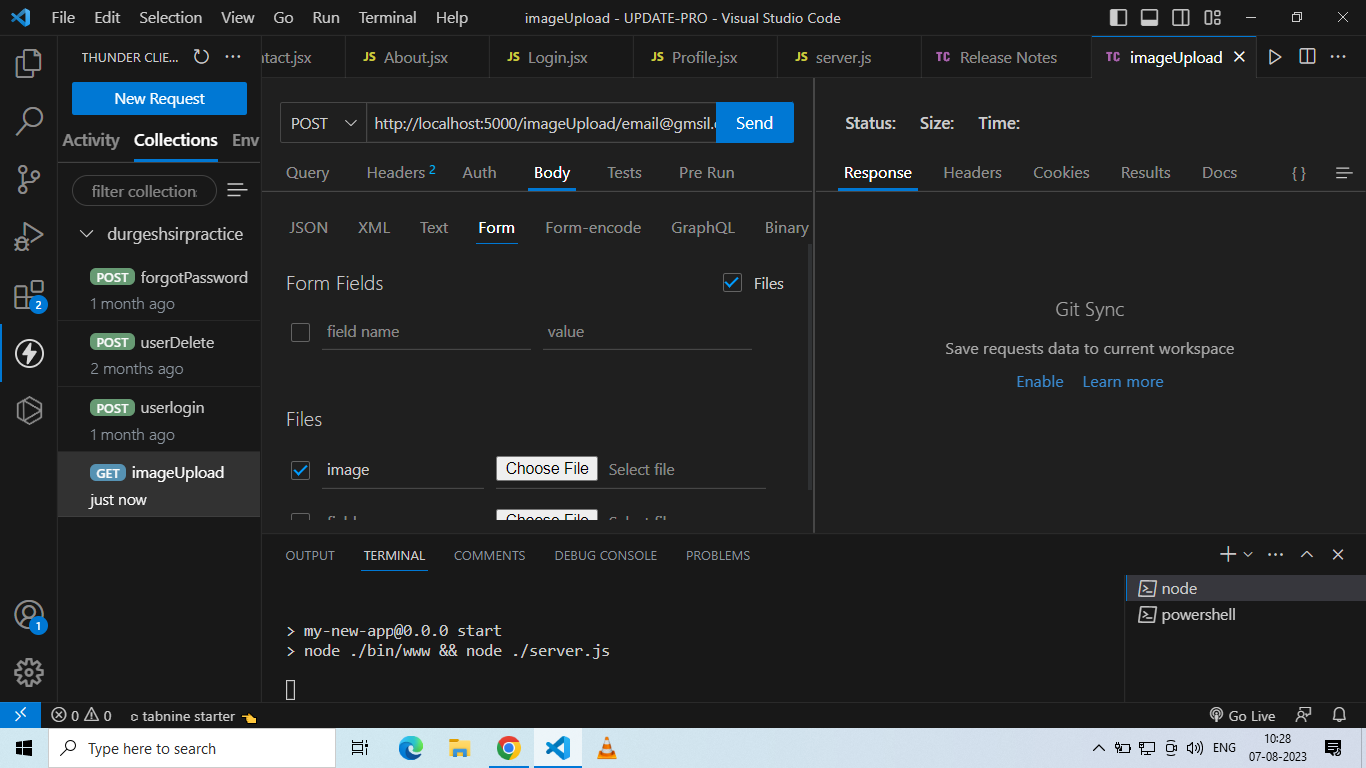 File Edit Selection View Go Run Terminal Help imageUpload - UPDATE-PRO - Visual Studio Code
THUNDER CLIE... ···
ntact.jsx JS About.jsx JS Login.jsx JS Profile.jsx JS server.js TC Release Notes TC imageUpload ···
New Request
Activity Collections Env
filter collection
durgeshsirpractice
POST forgotPassword
1 month ago
POST userDelete
2 months ago
POST userlogin
1 month ago
GET imageUpload
just now
2
1
POST http://localhost:5000/imageUpload/email@gmsil. Send
Query Headers 2 Auth Body Tests Pre Run
JSON XML Text Form Form-encode GraphQL Binary
Form Fields Files
field name value
Files
image Choose File Select file
Choose File Select file
Status: Size: Time:
Response Headers Cookies Results Docs { }
Git Sync
Save requests data to current workspace
Enable Learn more
OUTPUT TERMINAL COMMENTS DEBUG CONSOLE PROBLEMS ···
> my-new-app@0.0.0 start
> node ./bin/www && node ./server.js
node
powershell
0 0 tabnine starter Go Live
Type here to search ENG 10:28
07-08-2023